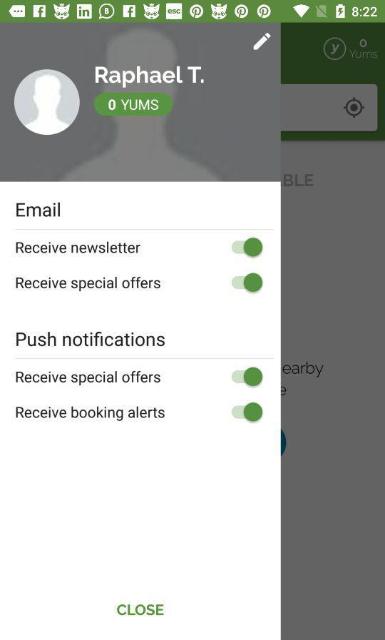 8:22
Raphael T.
0 YUMS
y 0
Yums
BLE
Email
Receive newsletter
Receive special offers
Push notifications
Receive special offers
earby
e
Receive booking alerts
CLOSE